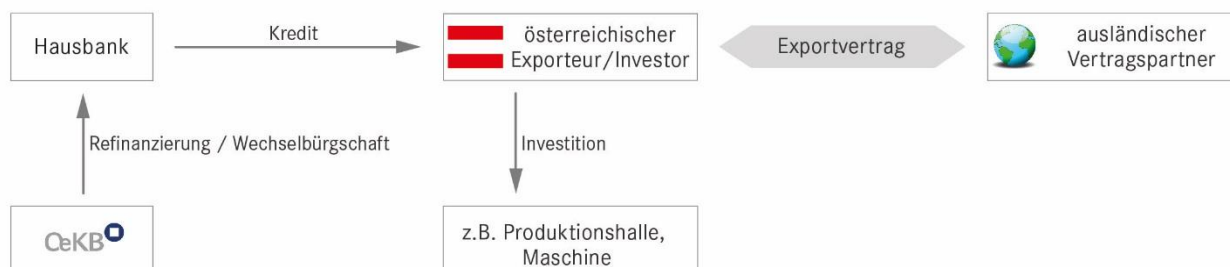 Hausbank
Kredit
österreichischer
Exporteur/Investor
Exportvertrag
ausländischer
Vertragspartner
Refinanzierung / Wechselbürgschaft
Investition
OeKB
z.B. Produktionshalle,
Maschine